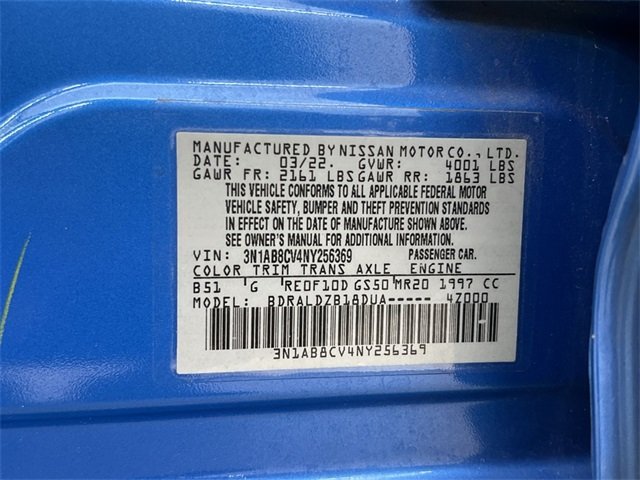 MANUFACTURED BY NISSAN MOTOR CO., LTD.
DATE: 03/22. GVWR: 4001 LBS
GAWR FR: 2161 LBS GAWR RR: 1863 LBS
THIS VEHICLE CONFORMS TO ALL APPLICABLE FEDERAL MOTOR
VEHICLE SAFETY, BUMPER AND THEFT PREVENTION STANDARDS
IN EFFECT ON THE DATE OF MANUFACTURE SHOWN ABOVE.
SEE OWNER'S MANUAL FOR ADDITIONAL INFORMATION.
VIN: 3N1AB8CV4NY256369 PASSENGER CAR.
COLOR TRIM TRANS AXLE ENGINE
B51 G RE0F10D GS50 MR20 1997 CC
MODEL: BDRALDZB18DUA----- 4Z000
3N1AB8CV4NY256369